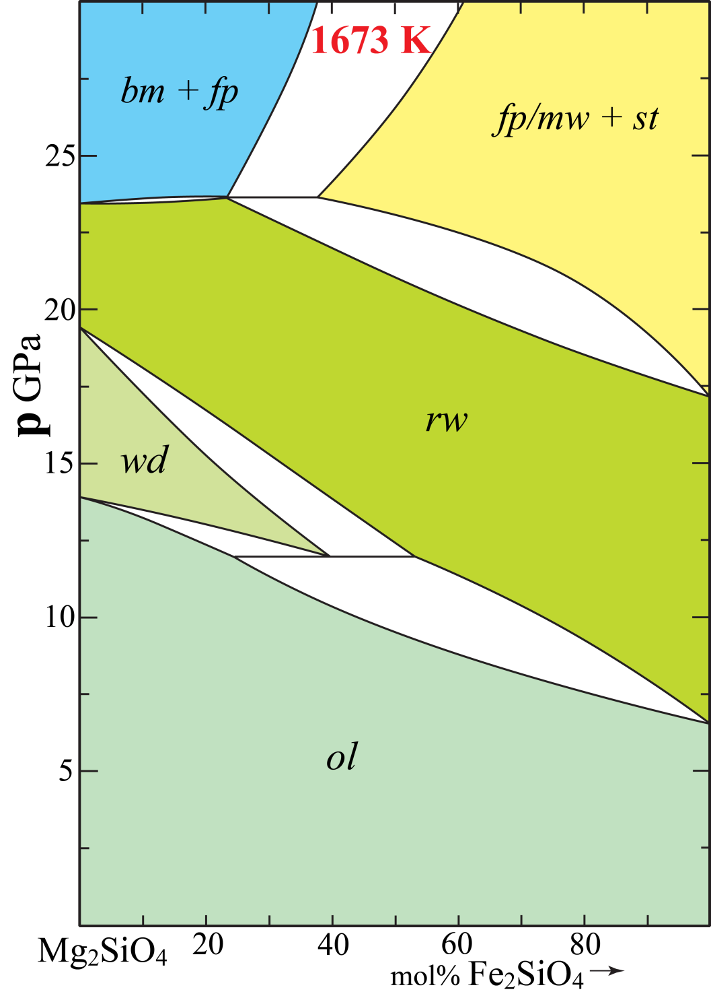 1673 K
bm + fp
fp/mw + st
25
20
p GPa
rw
wd
15
10
ol
5
Mg₂SiO₄ 20 40 60 80
mol% Fe₂SiO₄ →